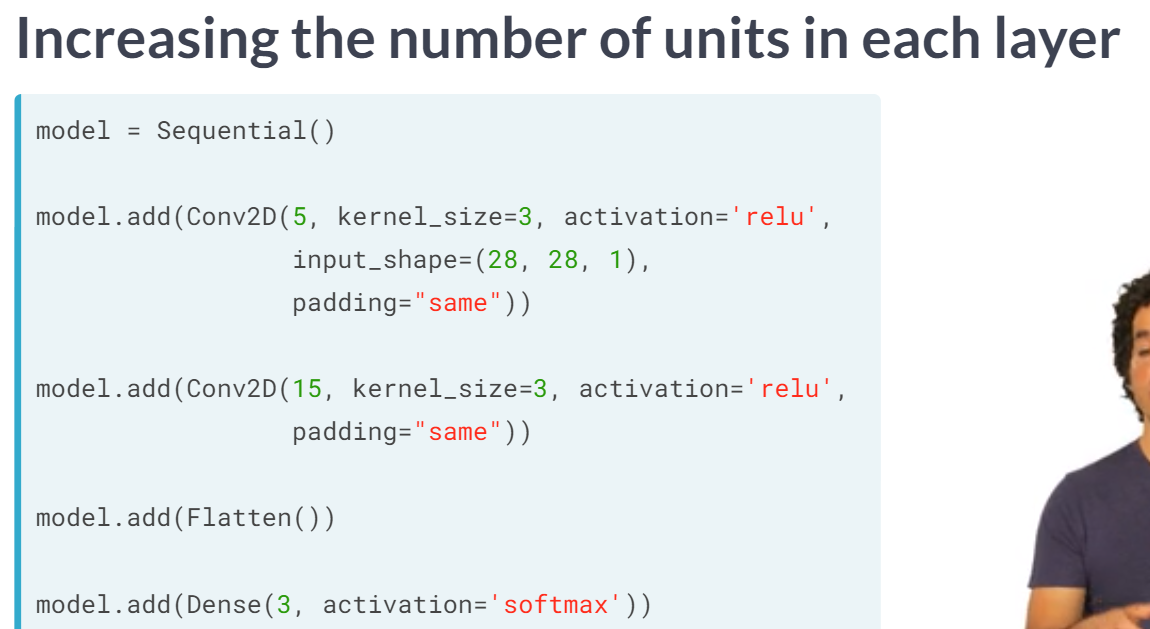 Increasing the number of units in each layer
model = Sequential()
model.add(Conv2D(5, kernel_size=3, activation='relu',
input_shape=(28, 28, 1),
padding="same"))
model.add(Conv2D(15, kernel_size=3, activation='relu',
padding="same"))
model.add(Flatten())
model.add(Dense(3, activation='softmax'))